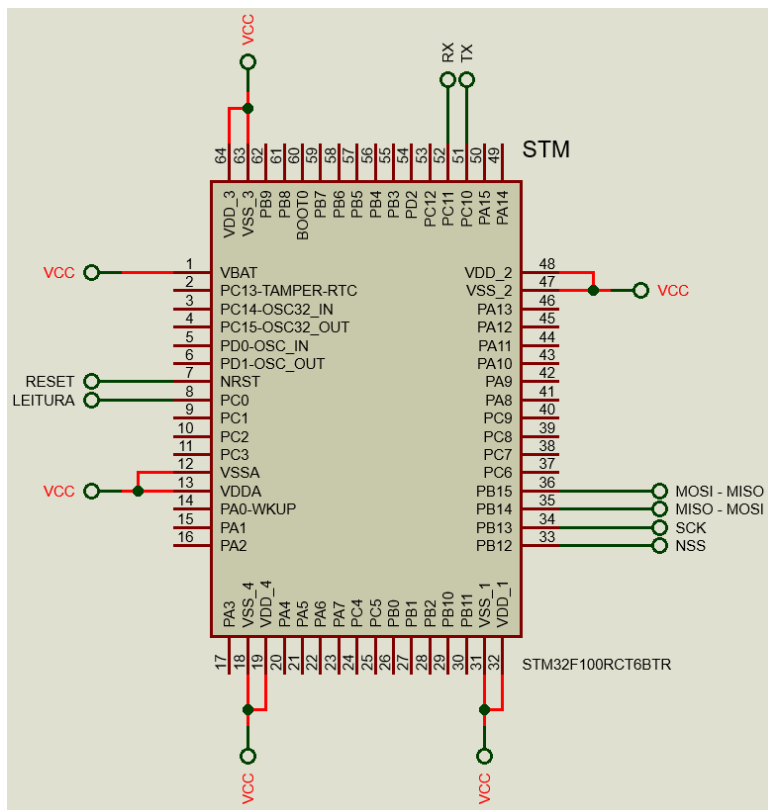 VCC
RX
TX
STM
64
63
62
61
60
59
58
57
56
55
54
53
52
51
50
49
VDD_3
VSS_3
PB9
PB8
BOOT0
PB7
PB6
PB5
PB4
PB3
PD2
PC12
PC11
PC10
PA15
PA14
VCC 1 VBAT
2 PC13-TAMPER-RTC
3 PC14-OSC32_IN
4 PC15-OSC32_OUT
5 PD0-OSC_IN
6 PD1-OSC_OUT
RESET 7 NRST
LEITURA 8 PC0
9 PC1
10 PC2
11 PC3
12 VSSA
VCC 13 VDDA
14 PA0-WKUP
15 PA1
16 PA2
VDD_2 48
VSS_2 47 VCC
PA13 46
PA12 45
PA11 44
PA10 43
PA9 42
PA8 41
PC9 40
PC8 39
PC7 38
PC6 37
PB15 36 MOSI - MISO
PB14 35 MISO - MOSI
PB13 34 SCK
PB12 33 NSS
PA3
VSS_4
VDD_4
PA4
PA5
PA6
PA7
PC4
PC5
PB0
PB1
PB2
PB10
PB11
VSS_1
VDD_1
17
18
19
20
21
22
23
24
25
26
27
28
29
30
31
32
STM32F100RCT6BTR
VCC
VCC